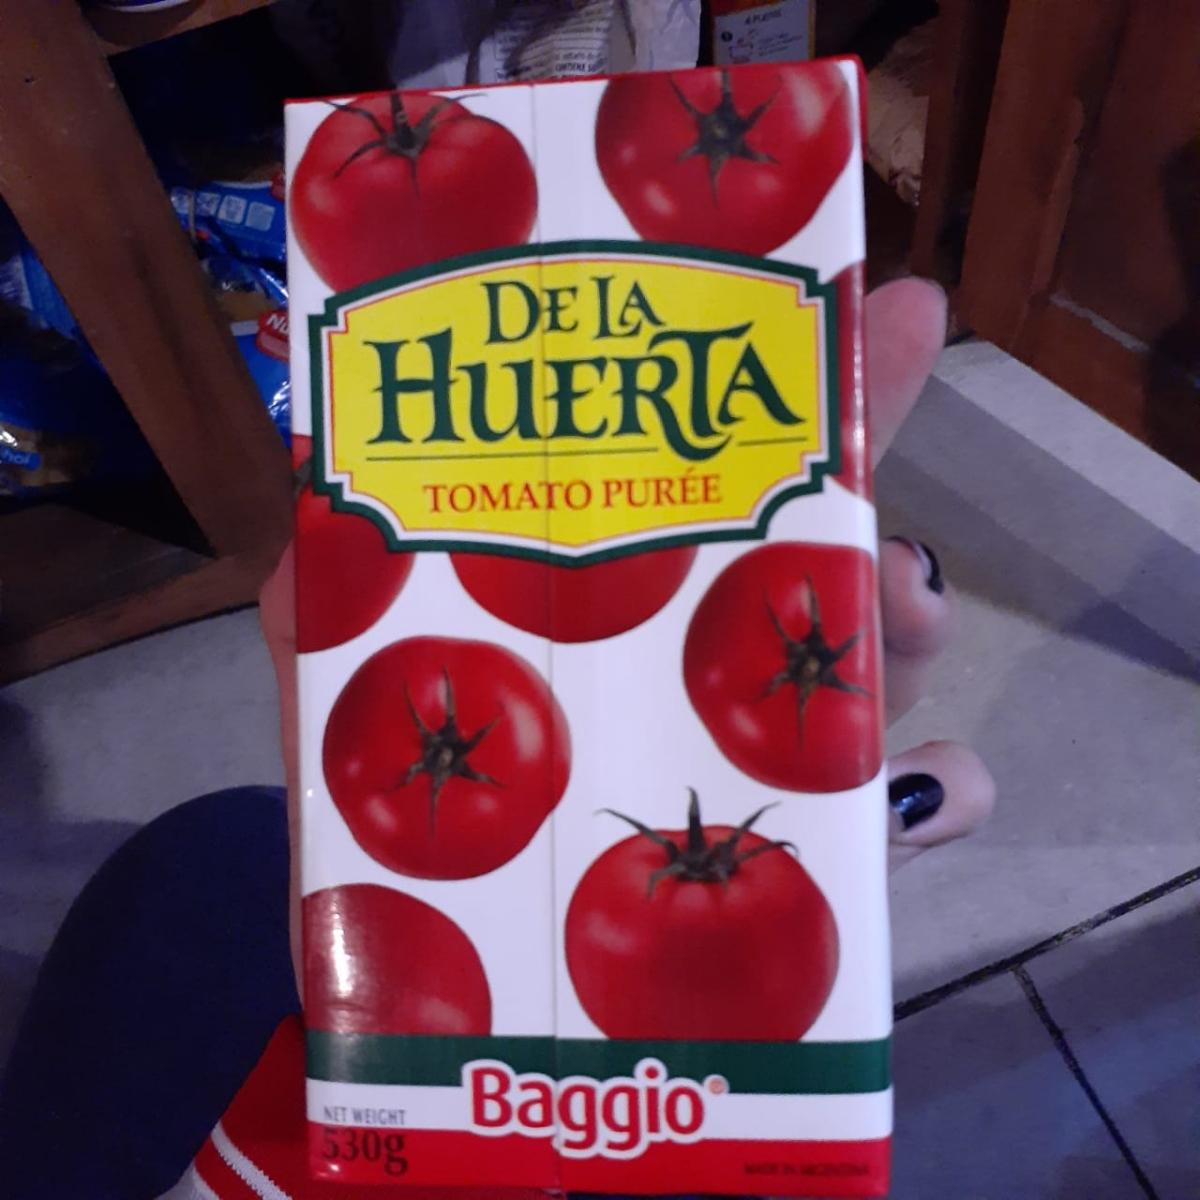 DE LA
HUERTA
TOMATO PURÉE
Baggio®
NET WEIGHT
530g
MADE IN ARGENTINA